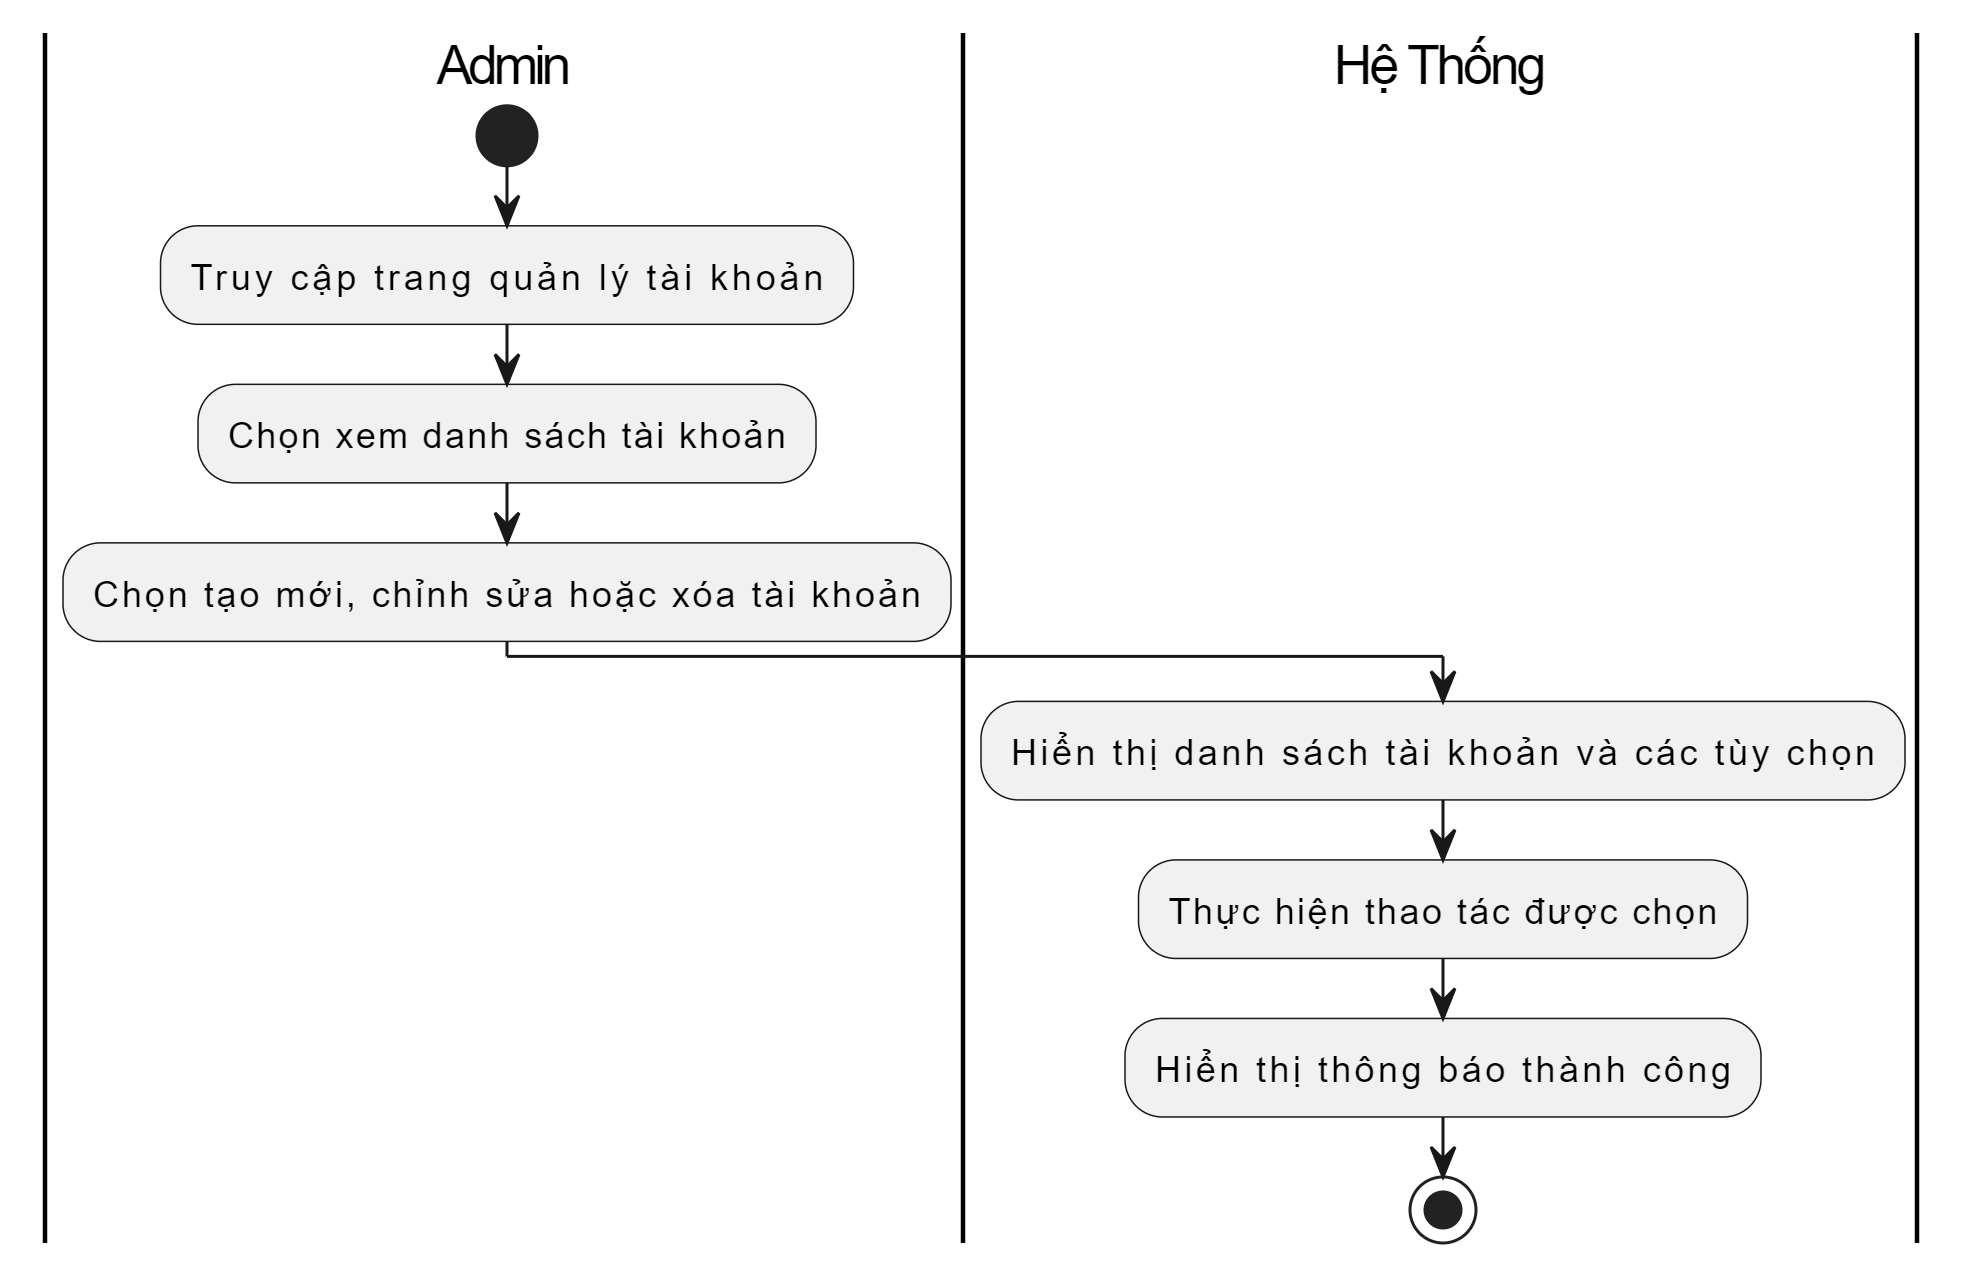 Admin
Hệ Thống
Truy cập trang quản lý tài khoản
Chọn xem danh sách tài khoản
Chọn tạo mới, chỉnh sửa hoặc xóa tài khoản
Hiển thị danh sách tài khoản và các tùy chọn
Thực hiện thao tác được chọn
Hiển thị thông báo thành công